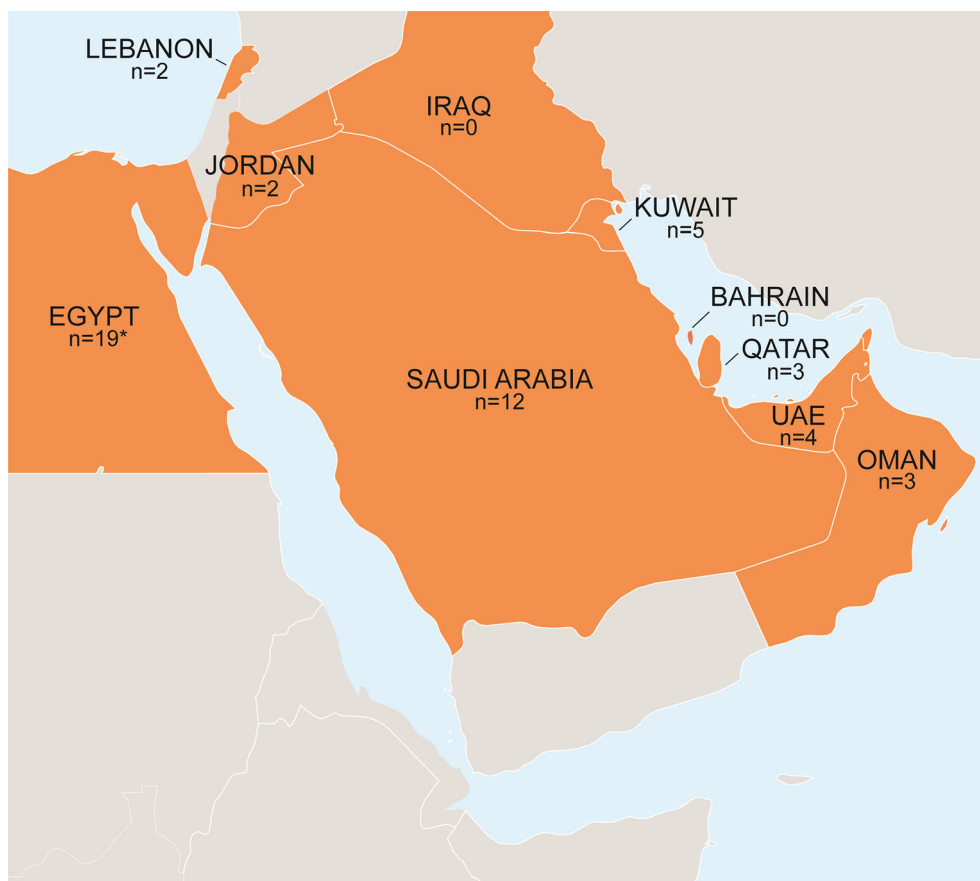 LEBANON
n=2
IRAQ
n=0
JORDAN
n=2
KUWAIT
n=5
BAHRAIN
n=0
EGYPT
n=19*
QATAR
n=3
SAUDI ARABIA
n=12
UAE
n=4
OMAN
n=3